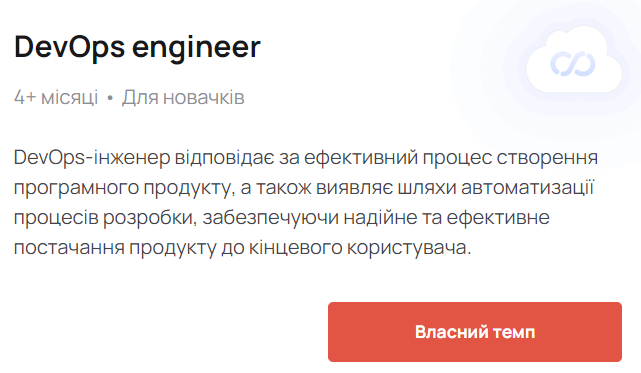 DevOps engineer
4+ місяці • Для новачків
DevOps-інженер відповідає за ефективний процес створення
програмного продукту, а також виявляє шляхи автоматизації
процесів розробки, забезпечуючи надійне та ефективне
постачання продукту до кінцевого користувача.
Власний темп